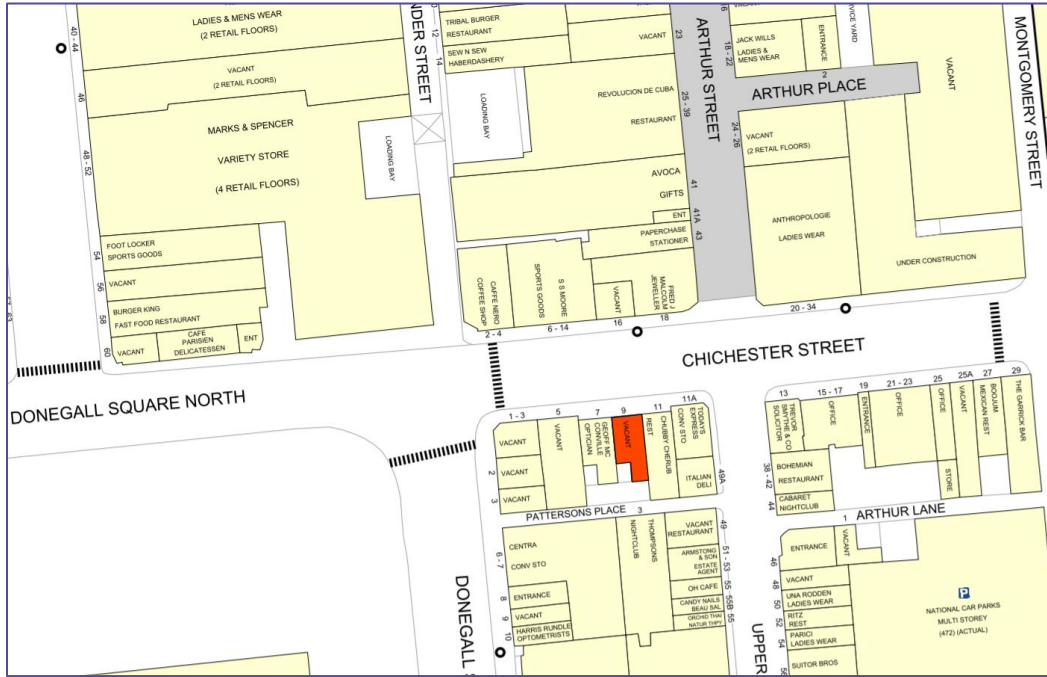 40 - 44
LADIES & MENS WEAR
(2 RETAIL FLOORS)
46
VACANT
(2 RETAIL FLOORS)
48 - 52
MARKS & SPENCER
VARIETY STORE
(4 RETAIL FLOORS)
LOADING BAY
54
FOOT LOCKER
SPORTS GOODS
56
VACANT
58
BURGER KING
FAST FOOD RESTAURANT
60
VACANT
CAFE
PARISIEN
DELICATESSEN
ENT
NDER STREET
12
14
TRIBAL BURGER
RESTAURANT
SEW N SEW
HABERDASHERY
VACANT
23
LOADING BAY
REVOLUCION DE CUBA
RESTAURANT
25 - 39
AVOCA
GIFTS
41
ENT
41A
PAPERCHASE
STATIONER
43
CAFFE NERO
COFFEE SHOP
2 - 4
S S MOORE
SPORTS GOODS
6 - 14
VACANT
16
FRED J
MALCOLM
JEWELLER
18
ARTHUR STREET
VACANT
18 - 22
JACK WILLS
LADIES &
MENS WEAR
ENTRANCE
2
VICE YARD
ARTHUR PLACE
24 - 26
VACANT
(2 RETAIL FLOORS)
ANTHROPOLOGIE
LADIES WEAR
VACANT
UNDER CONSTRUCTION
20 - 34
MONTGOMERY STREET
CHICHESTER STREET
DONEGALL SQUARE NORTH
1 - 3
VACANT
2
VACANT
3
VACANT
5
VACANT
7
GEOFF MC
CONVILLE
OPTICIAN
9
VACANT
11
CHUBBY CHERUB
REST
11A
TODAYS
EXPRESS
CONV STO
ITALIAN
DELI
49A
PATTERSONS PLACE
3
6 - 7
CENTRA
CONV STO
8
ENTRANCE
9
VACANT
10
HARRIS RUNDLE
OPTOMETRISTS
THOMPSONS
NIGHTCLUB
49
VACANT
RESTAURANT
51 - 53
ARMSTONG
& SON
ESTATE
AGENT
55
OH CAFE
55B
CANDY NAILS
BEAU SAL
55
ORCHID THAI
NATUR THPY
DONEGALL S
UPPER
13
TREVOR
SMYTHE & CO
SOLICITOR
15 - 17
OFFICE
19
ENTRANCE
21 - 23
OFFICE
25
OFFICE
STORE
25A
VACANT
27
BOOJUM
MEXICAN REST
29
THE GARRICK BAR
38 - 42
BOHEMIAN
RESTAURANT
44
CABARET
NIGHTCLUB
ARTHUR LANE
1
VACANT
46
ENTRANCE
48
VACANT
50
UNA RODDEN
LADIES WEAR
52
RITZ
REST
54
PARICI
LADIES WEAR
56
SUITOR BROS
P
NATIONAL CAR PARKS
MULTI STOREY
(472) (ACTUAL)